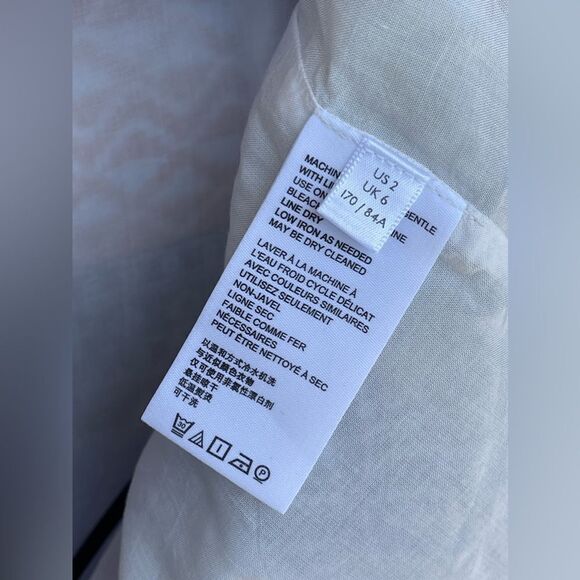 US 2
UK 6
170 / 84A
MACHIN
WITH LI ENTLE
USE ON
BLEACH INE
LINE DRY
LOW IRON AS NEEDED
MAY BE DRY CLEANED
LAVER À LA MACHINE À
L'EAU FROID CYCLE DÉLICAT
AVEC COULEURS SIMILAIRES
UTILISEZ SEULEMENT
NON-JAVEL
LIGNE SEC
FAIBLE COMME FER
NÉCESSAIRES
PEUT ÊTRE NETTOYÉ À SEC
以温和方式冷水机洗
与近似颜色衣物
仅可使用非氯性漂白剂
悬挂晾干
低温熨烫
可干洗
30
P